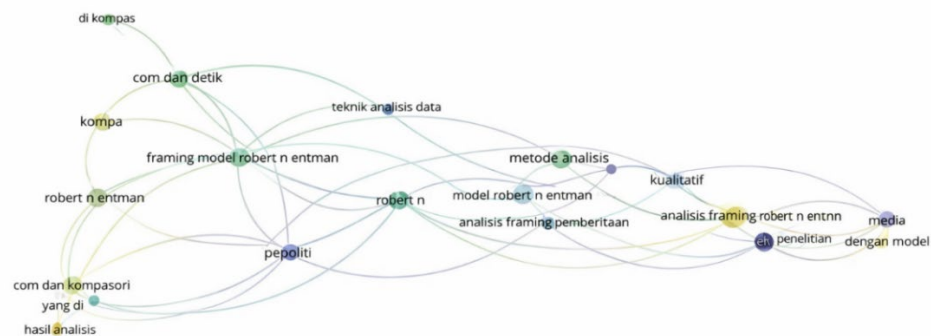 di kompas
com dan detik
teknik analisis data
kompa
framing model robert n entman
metode analisis
kualitatif
robert n entman
robert n
model robert n entman
analisis framing pemberitaan
analisis framing robert n entnn
media
ek penelitian
dengan model
pepoliti
com dan kompasori
yang di
hasil analisis